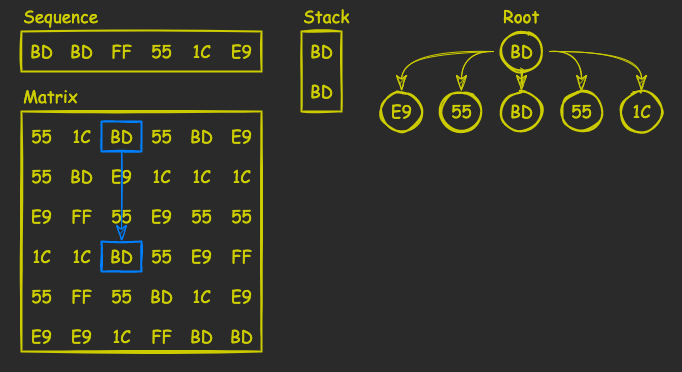 Sequence
BD BD FF 55 1C E9
Stack
BD
BD
Root
BD
E9 55 BD 55 1C
Matrix
55 1C BD 55 BD E9
55 BD E9 1C 1C 1C
E9 FF 55 E9 55 55
1C 1C BD 55 E9 FF
55 FF 55 BD 1C E9
E9 E9 1C FF BD BD